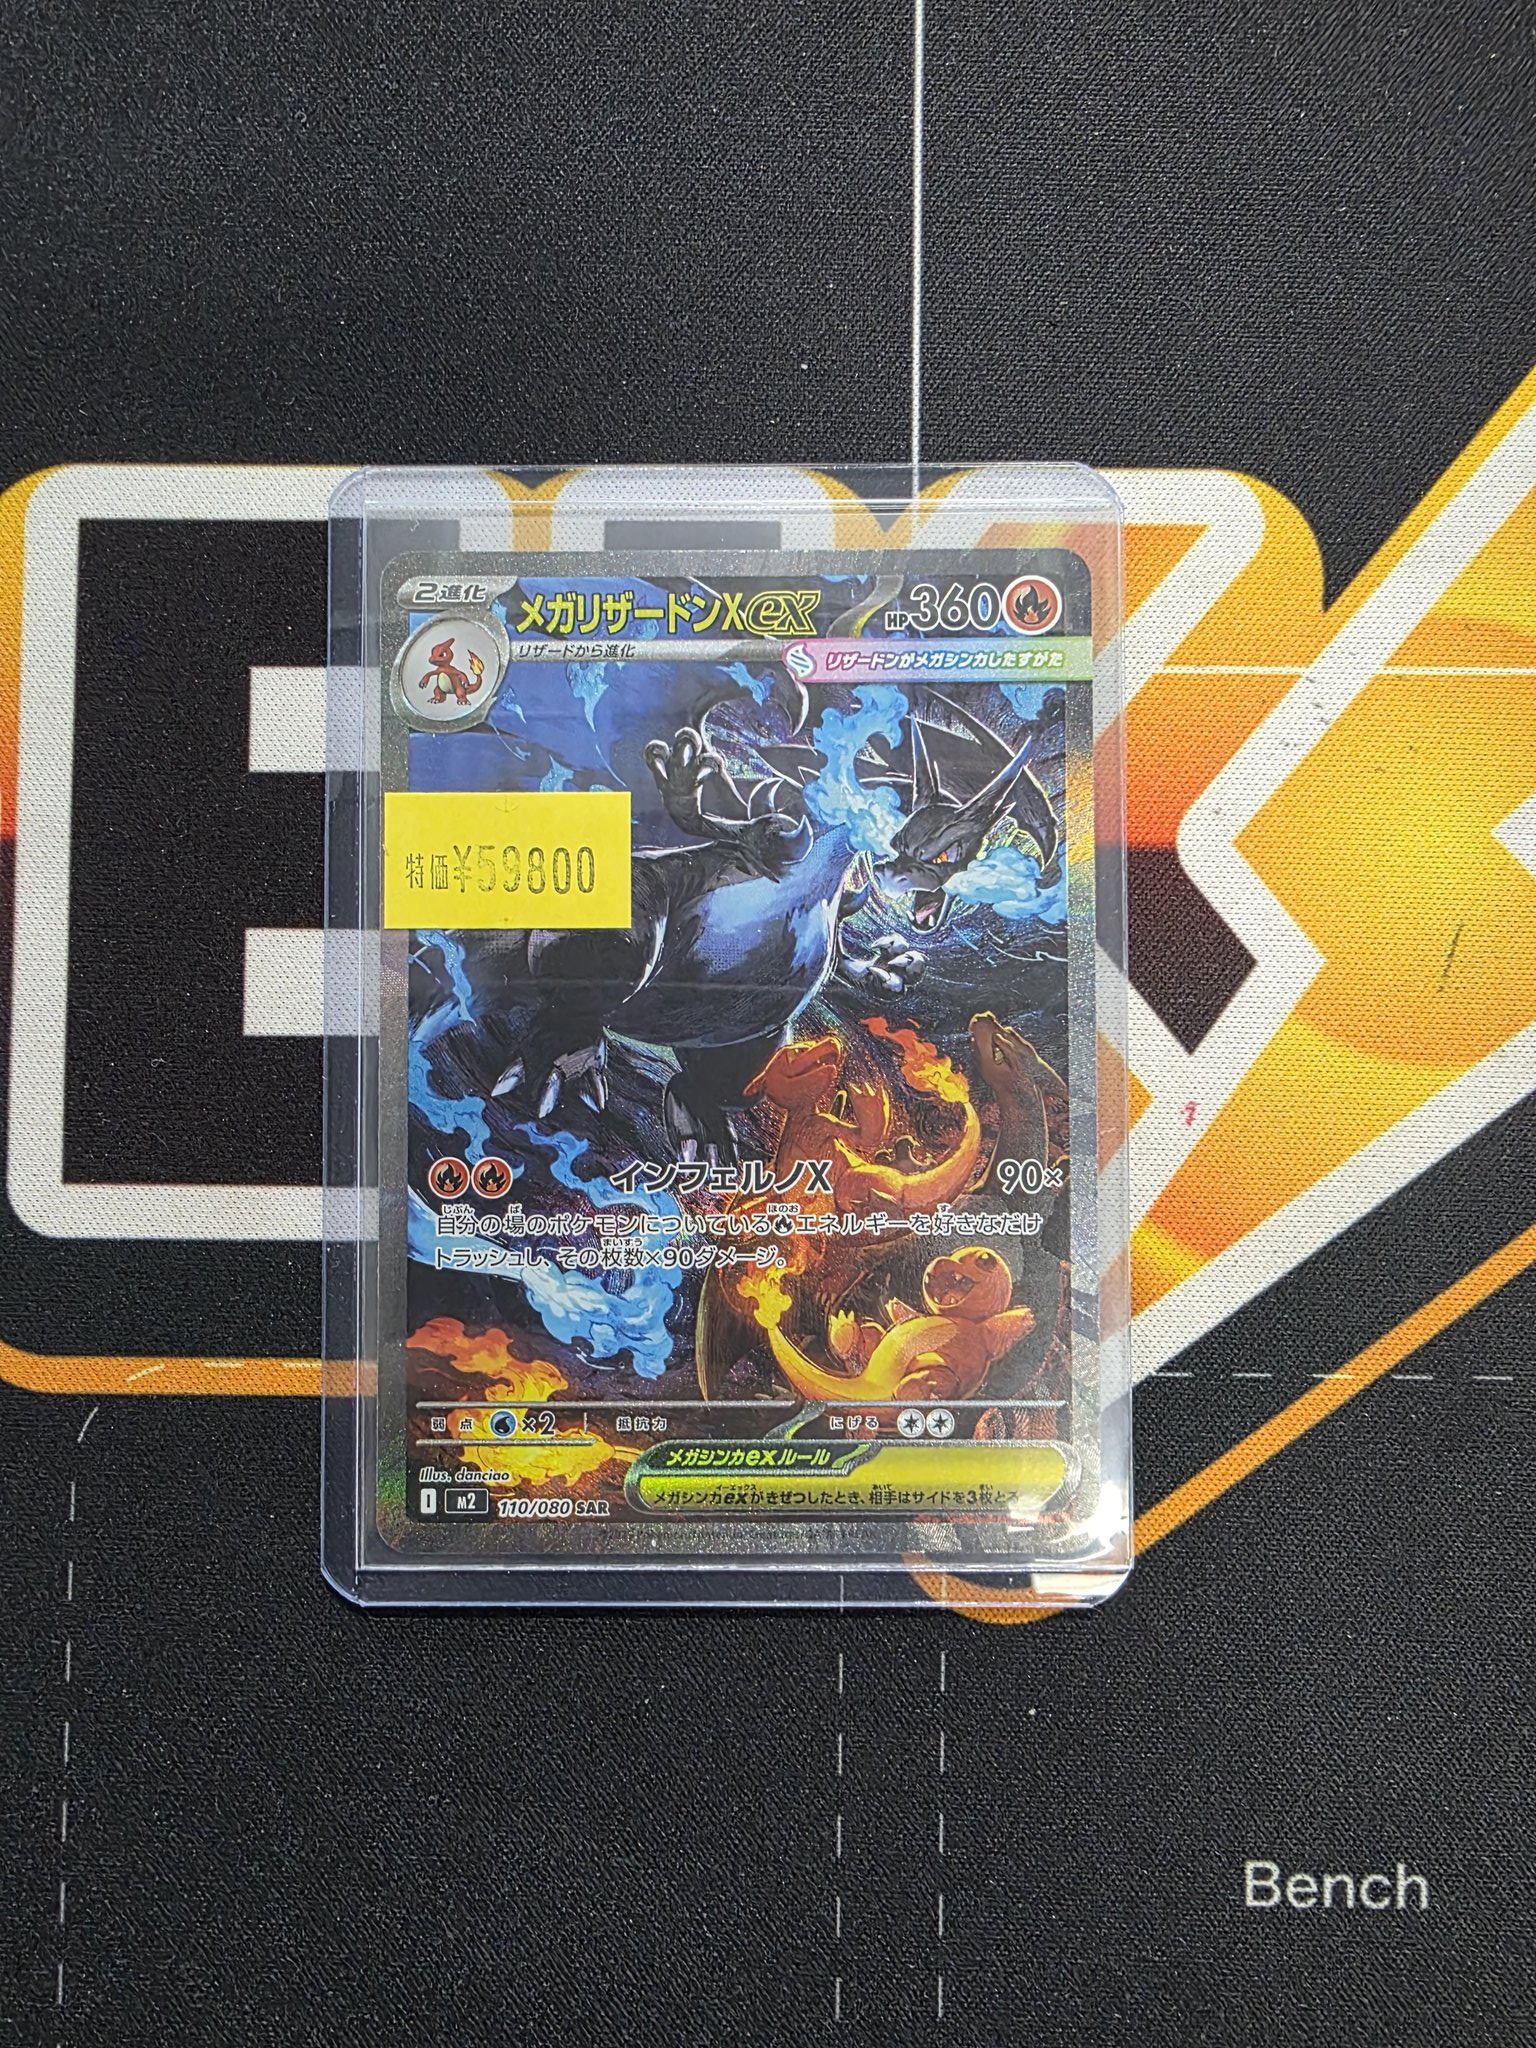 2進化
メガリザードンXex
HP360
リザードから進化
リザードンがメガシンカしたすがた
特価¥59800
インフェルノX 90×
自分の場のポケモンについているエネルギーを好きなだけ
トラッシュし、その枚数×90ダメージ。
弱点 ×2 抵抗力 にげる
メガシンカexルール
メガシンカexがきぜつしたとき、相手はサイドを3枚とる
Illus. danciao
I M2 110/080 SAR
Bench